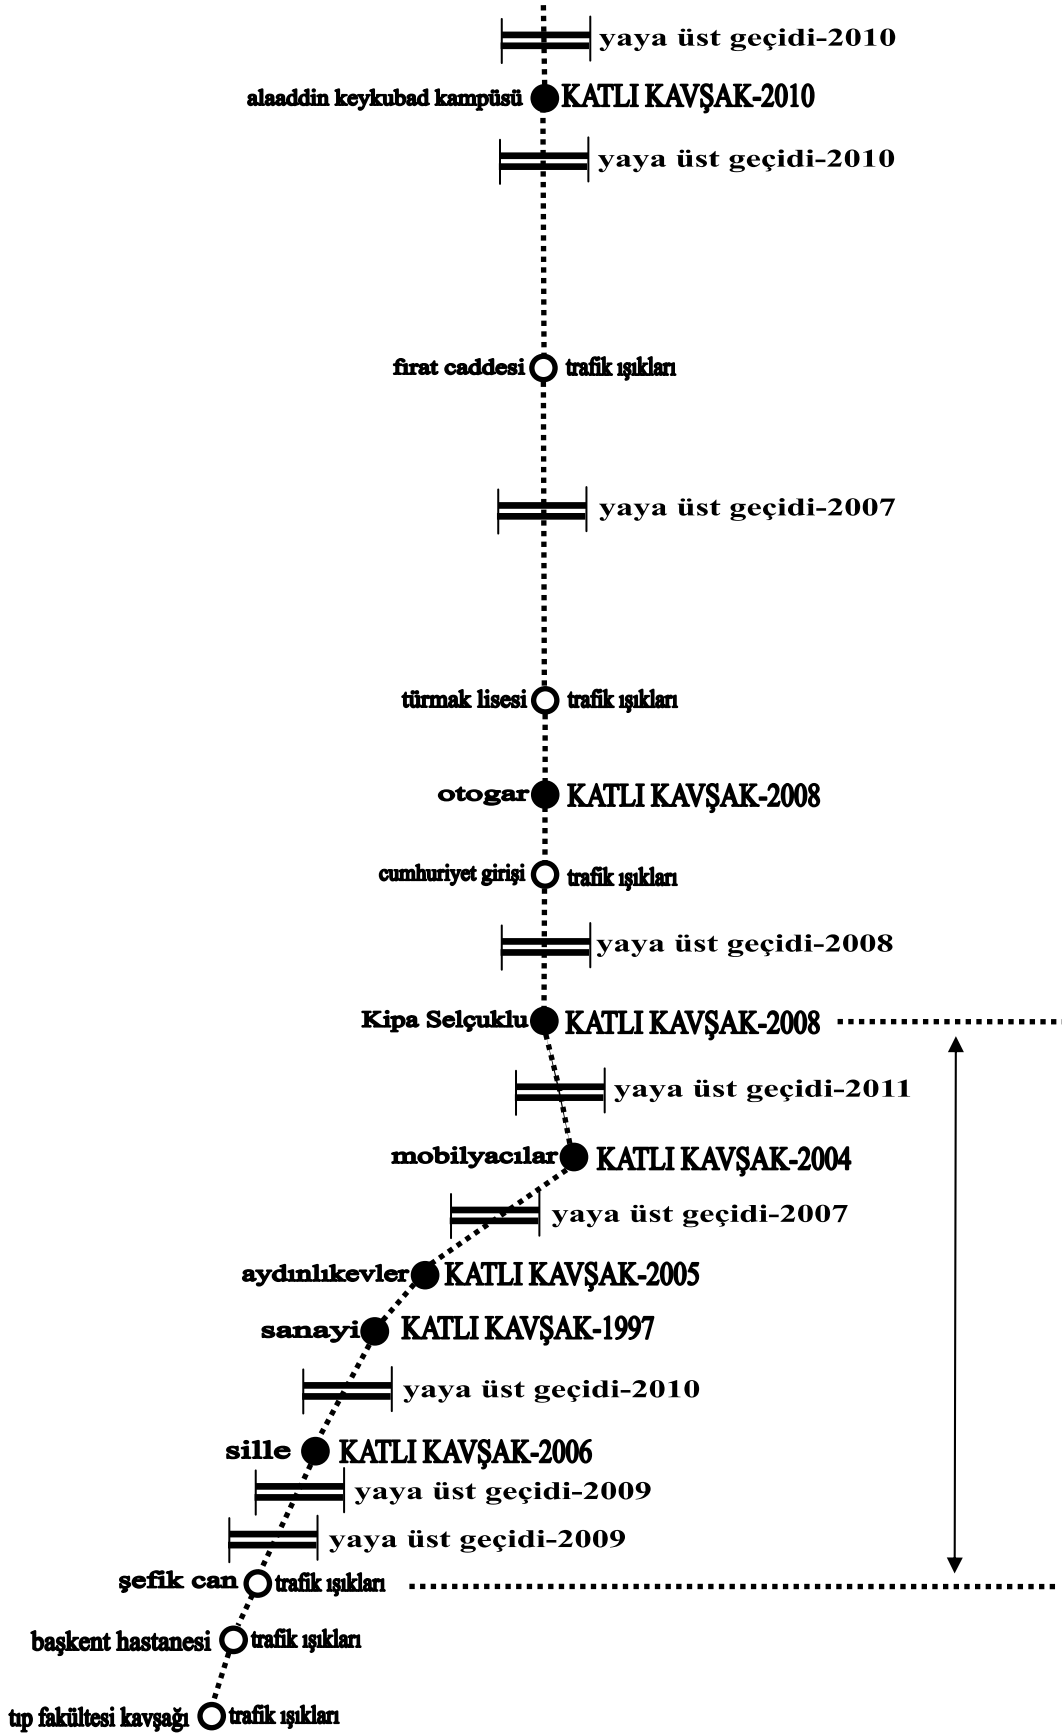 yaya üst geçidi-2010
alaaddin keykubad kampüsü KATLI KAVŞAK-2010
yaya üst geçidi-2010
fırat caddesi trafik ışıkları
yaya üst geçidi-2007
türmak lisesi trafik ışıkları
otogar KATLI KAVŞAK-2008
cumhuriyet girişi trafik ışıkları
yaya üst geçidi-2008
Kipa Selçuklu KATLI KAVŞAK-2008
yaya üst geçidi-2011
mobilyacılar KATLI KAVŞAK-2004
yaya üst geçidi-2007
aydınlıkevler KATLI KAVŞAK-2005
sanayi KATLI KAVŞAK-1997
yaya üst geçidi-2010
sille KATLI KAVŞAK-2006
yaya üst geçidi-2009
yaya üst geçidi-2009
şefik can trafik ışıkları
başkent hastanesi trafik ışıkları
tıp fakültesi kavşağı trafik ışıkları